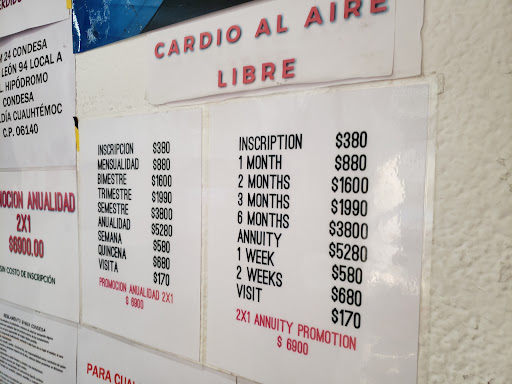 CARDIO AL AIRE
LIBRE
24 CONDESA
LEÓN 94 LOCAL A
HIPÓDROMO
CONDESA
CUAUHTÉMOC
C.P. 06140
ANUALIDAD
2X1
$6900.00
SIN COSTO DE INSCRIPCIÓN
INSCRIPCION $380
MENSUALIDAD $880
BIMESTRE $1600
TRIMESTRE $1990
SEMESTRE $3800
ANUALIDAD $5280
SEMANA $580
QUINCENA $680
VISITA $170
PROMOCION ANUALIDAD 2X1
$ 6900
INSCRIPTION $380
1 MONTH $880
2 MONTHS $1600
3 MONTHS $1990
6 MONTHS $3800
ANNUITY $5280
1 WEEK $580
2 WEEKS $680
VISIT $170
2X1 ANNUITY PROMOTION
$ 6900
PARA